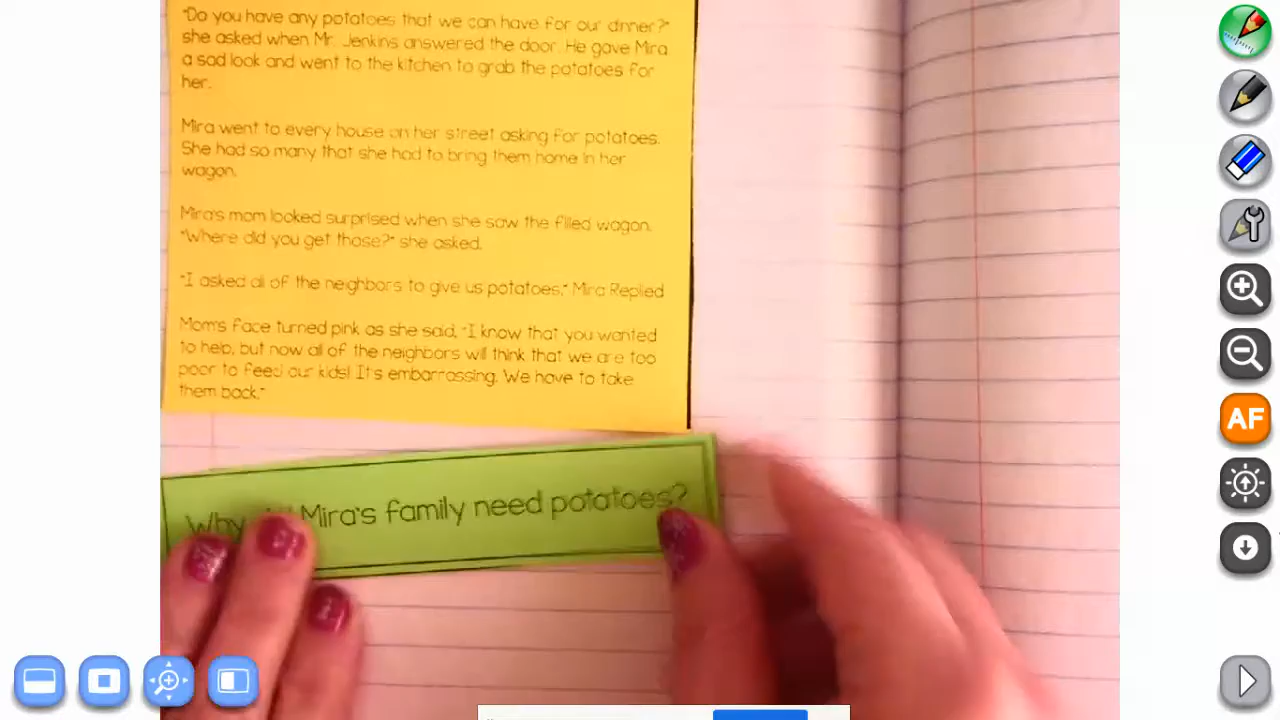 "Do you have any potatoes that we can have for our dinner?"
she asked when Mr. Jenkins answered the door. He gave Mira
a sad look and went to the kitchen to grab the potatoes for
her.
Mira went to every house on her street asking for potatoes.
She had so many that she had to bring them home in her
wagon.
Mira's mom looked surprised when she saw the filled wagon.
"Where did you get those?" she asked.
"I asked all of the neighbors to give us potatoes," Mira Replied
Mom's face turned pink as she said, "I know that you wanted
to help, but now all of the neighbors will think that we are too
poor to feed our kids! It's embarrassing. We have to take
them back."
Why Mira's family need potatoes?
AF